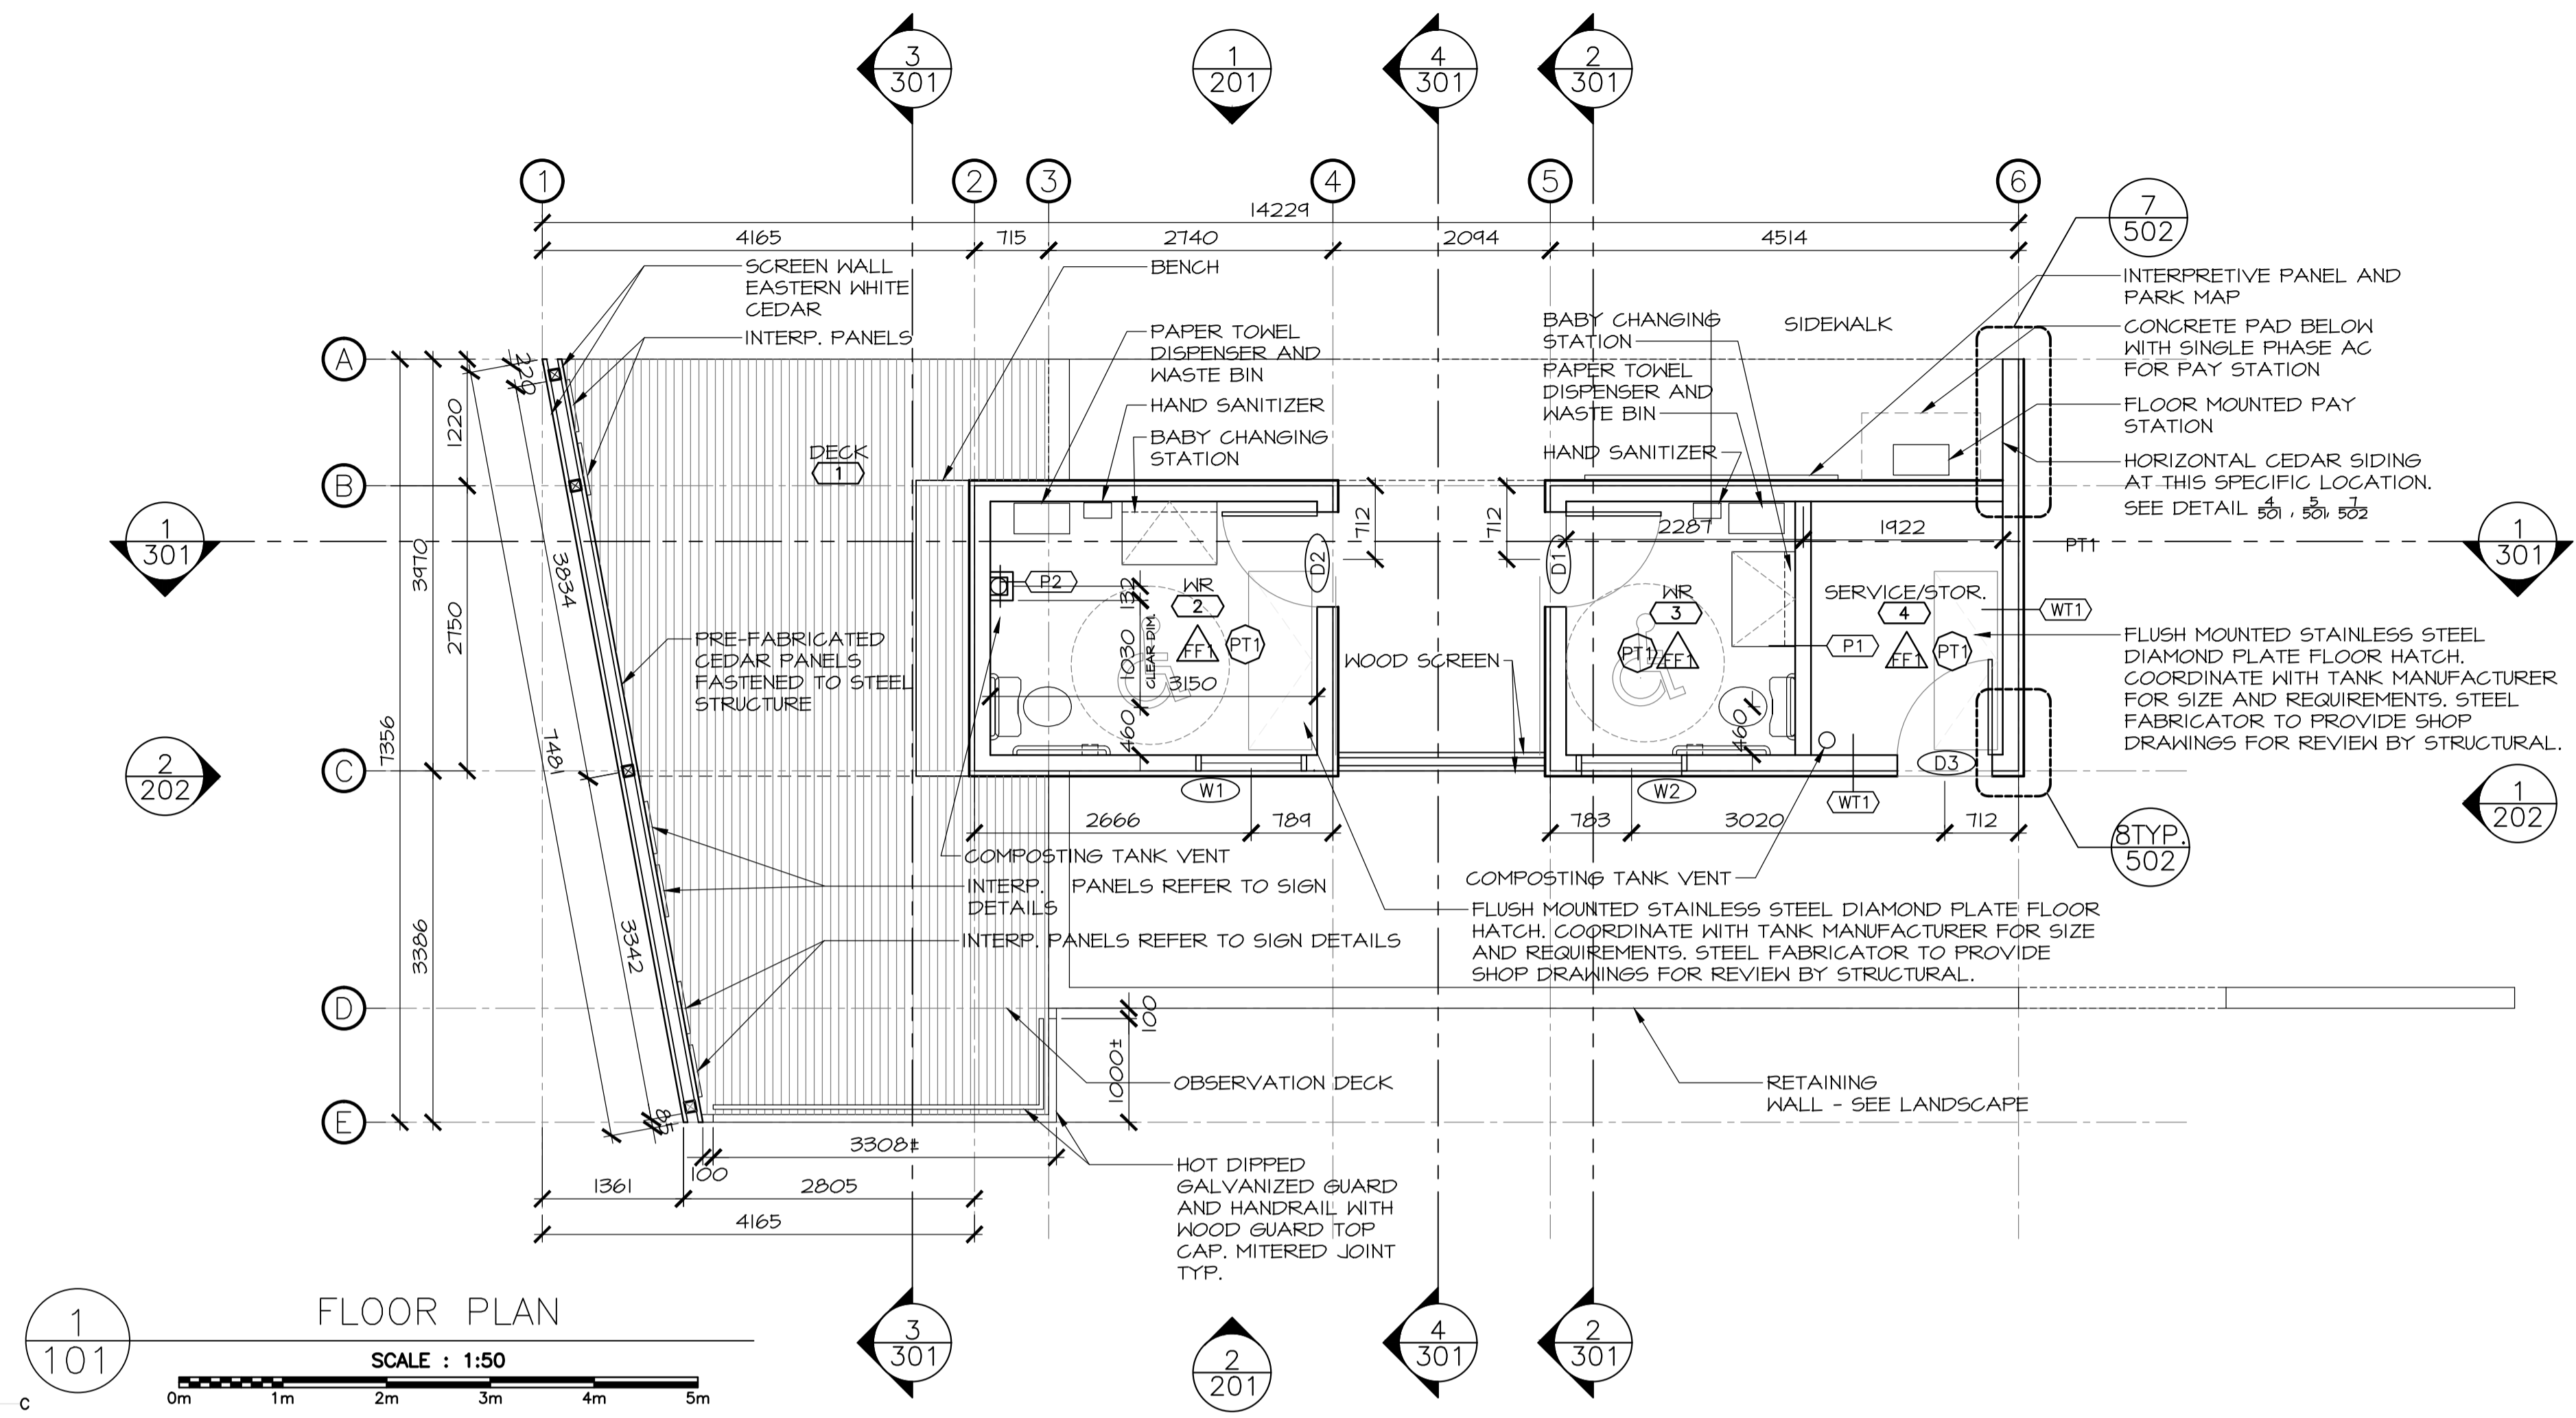 3
301
1
201
4
301
2
301
1
2
3
4
5
6
7
502
14229
4165
715
2740
2094
4514
SCREEN WALL
EASTERN WHITE
CEDAR
INTERP. PANELS
BENCH
PAPER TOWEL
DISPENSER AND
WASTE BIN
HAND SANITIZER
BABY CHANGING
STATION
BABY CHANGING
STATION
PAPER TOWEL
DISPENSER AND
WASTE BIN
HAND SANITIZER
SIDEWALK
INTERPRETIVE PANEL AND
PARK MAP
CONCRETE PAD BELOW
WITH SINGLE PHASE AC
FOR PAY STATION
FLOOR MOUNTED PAY
STATION
HORIZONTAL CEDAR SIDING
AT THIS SPECIFIC LOCATION.
SEE DETAIL 4/501 , 5/501, 7/502
A
B
C
D
E
220
1220
3970
2750
7356
3386
3834
7481
3342
85
DECK
1
1
301
1
301
2
202
1
202
712
712
2287
1922
PT1
D2
D1
P2
132
WR
2
FF1
PT1
1030
CLEAR DIM.
3150
460
WR
3
PT1
FF1
P1
460
SERVICE/STOR.
4
FF1
PT1
WT1
WOOD SCREEN
PRE-FABRICATED
CEDAR PANELS
FASTENED TO STEEL
STRUCTURE
FLUSH MOUNTED STAINLESS STEEL
DIAMOND PLATE FLOOR HATCH.
COORDINATE WITH TANK MANUFACTURER
FOR SIZE AND REQUIREMENTS. STEEL
FABRICATOR TO PROVIDE SHOP
DRAWINGS FOR REVIEW BY STRUCTURAL.
W1
W2
WT1
D3
2666
789
783
3020
712
8TYP.
502
COMPOSTING TANK VENT
INTERP. PANELS REFER TO SIGN
DETAILS
INTERP. PANELS REFER TO SIGN DETAILS
COMPOSTING TANK VENT
FLUSH MOUNTED STAINLESS STEEL DIAMOND PLATE FLOOR
HATCH. COORDINATE WITH TANK MANUFACTURER FOR SIZE
AND REQUIREMENTS. STEEL FABRICATOR TO PROVIDE
SHOP DRAWINGS FOR REVIEW BY STRUCTURAL.
100
1000±
OBSERVATION DECK
RETAINING
WALL - SEE LANDSCAPE
3308±
100
1361
2805
4165
HOT DIPPED
GALVANIZED GUARD
AND HANDRAIL WITH
WOOD GUARD TOP
CAP. MITERED JOINT
TYP.
1
101
FLOOR PLAN
SCALE : 1:50
0m 1m 2m 3m 4m 5m
C
3
301
2
201
4
301
2
301